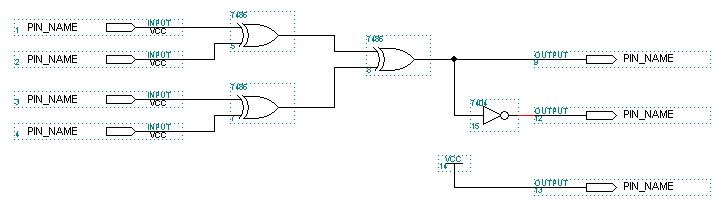 7486
1 PIN_NAME INPUT VCC
5
7486
2 PIN_NAME INPUT VCC
8
OUTPUT 9 PIN_NAME
7486
3 PIN_NAME INPUT VCC
7
7404
15
OUTPUT 12 PIN_NAME
4 PIN_NAME INPUT VCC
VCC
14
OUTPUT 13 PIN_NAME